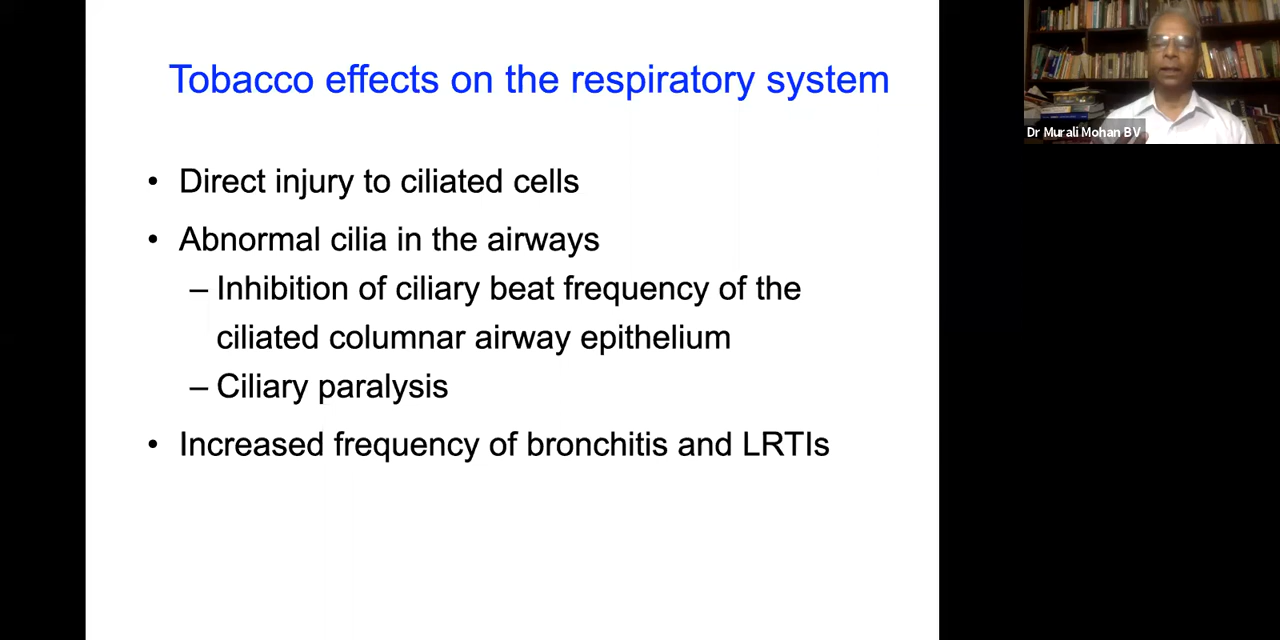 Tobacco effects on the respiratory system
• Direct injury to ciliated cells
• Abnormal cilia in the airways
– Inhibition of ciliary beat frequency of the
ciliated columnar airway epithelium
– Ciliary paralysis
• Increased frequency of bronchitis and LRTIs
Dr Murali Mohan BV